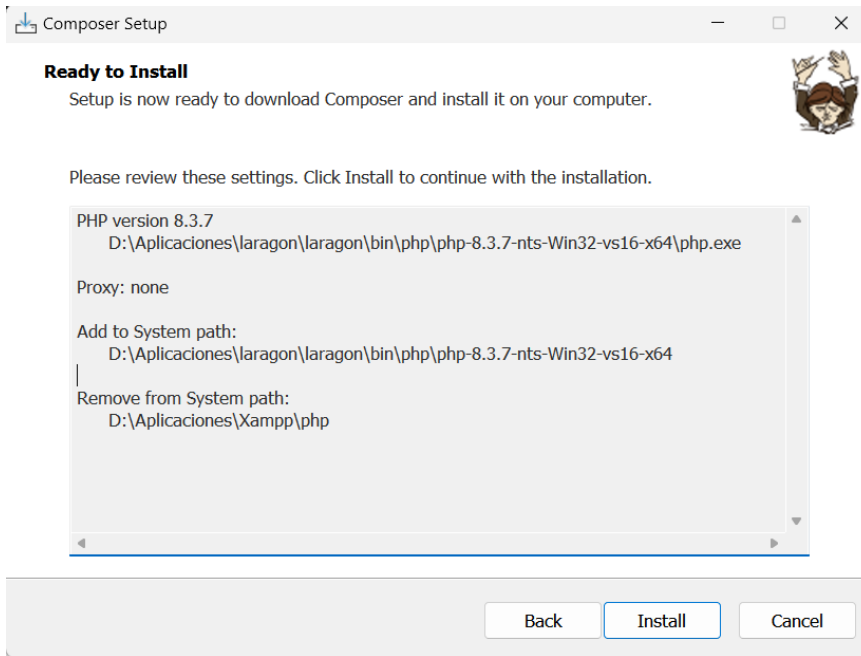 Composer Setup
Ready to Install
Setup is now ready to download Composer and install it on your computer.
Please review these settings. Click Install to continue with the installation.
PHP version 8.3.7
D:\Aplicaciones\laragon\laragon\bin\php\php-8.3.7-nts-Win32-vs16-x64\php.exe
Proxy: none
Add to System path:
D:\Aplicaciones\laragon\laragon\bin\php\php-8.3.7-nts-Win32-vs16-x64
Remove from System path:
D:\Aplicaciones\Xampp\php
Back
Install
Cancel